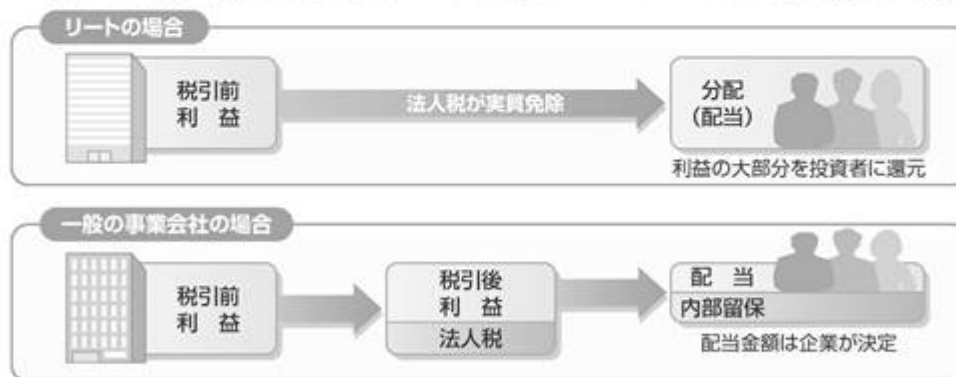 リートの場合
税引前
利 益
法人税が実質免除
分配
(配当)
利益の大部分を投資者に還元
一般の事業会社の場合
税引前
利 益
税引後
利 益
法人税
配 当
内部留保
配当金額は企業が決定